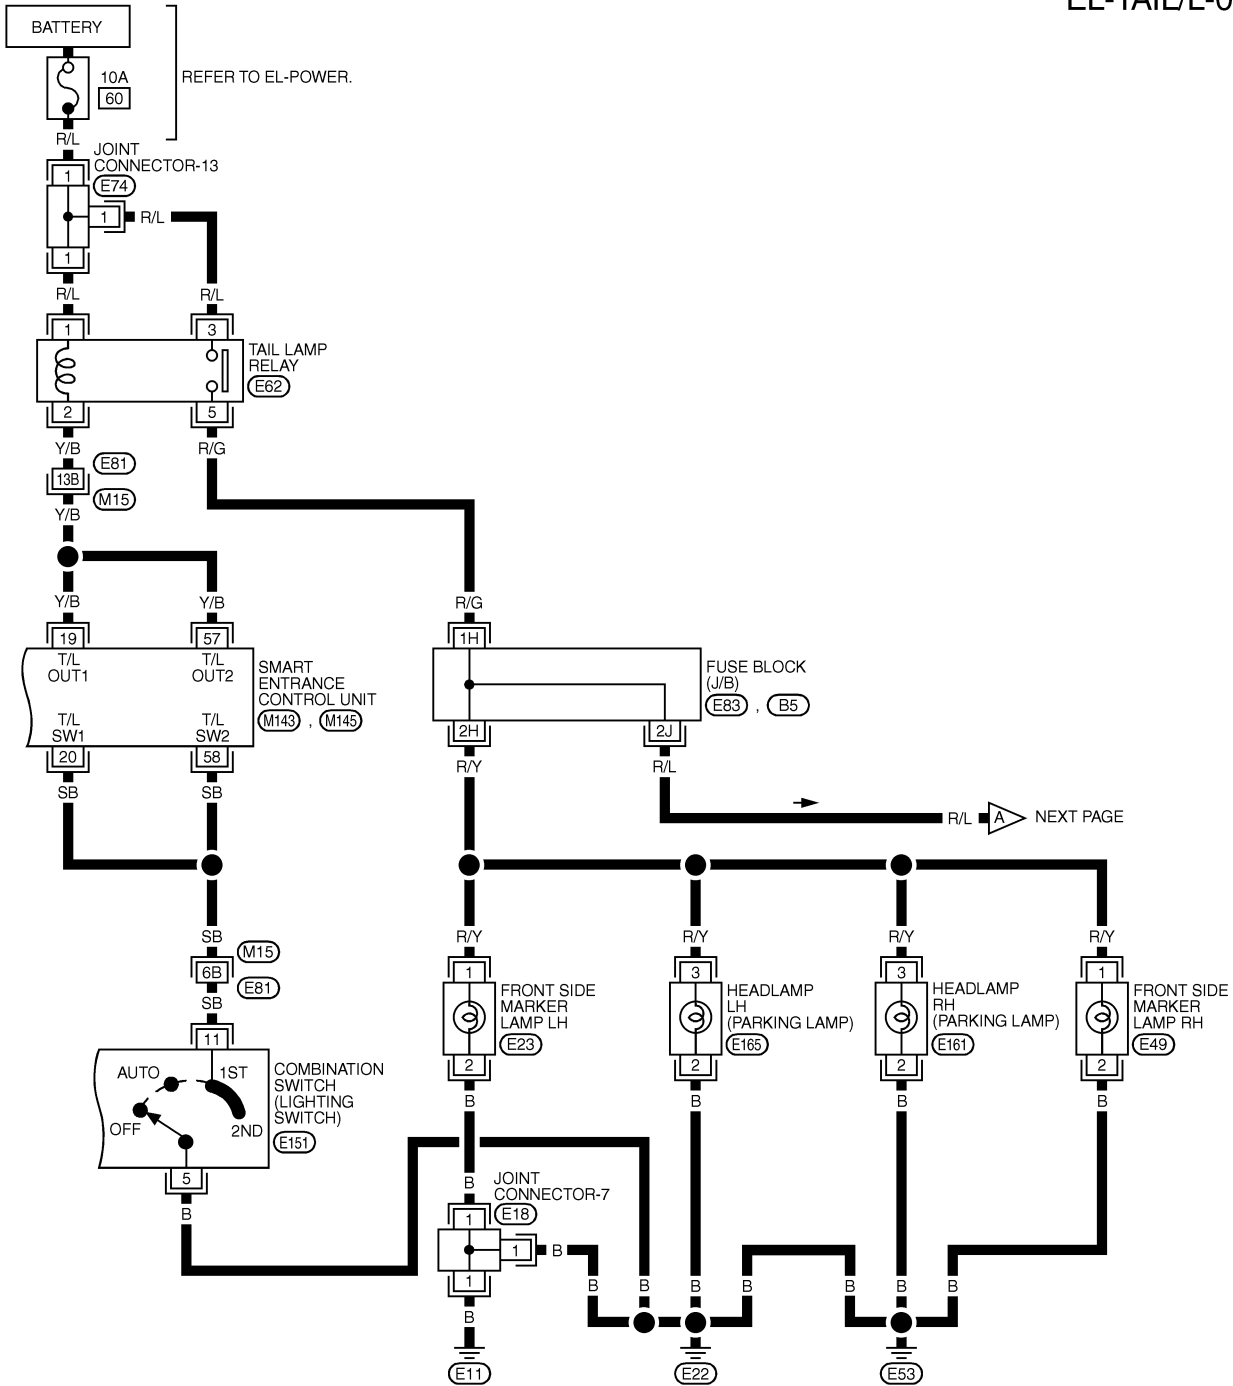 BATTERY
10A
60
REFER TO EL-POWER.
R/L
JOINT
CONNECTOR-13
E74
1
1
R/L
1
R/L
R/L
1
3
TAIL LAMP
RELAY
E62
2
5
Y/B
R/G
E81
13B
M15
Y/B
Y/B
Y/B
R/G
19
57
1H
T/L
OUT1
T/L
OUT2
SMART
ENTRANCE
CONTROL UNIT
M143 , M145
T/L
SW1
T/L
SW2
FUSE BLOCK
(J/B)
E83 , B5
20
58
2H
2J
SB
SB
R/Y
R/L
R/L
A
NEXT PAGE
SB
R/Y
R/Y
R/Y
R/Y
M15
6B
E81
SB
1
3
3
1
FRONT SIDE
MARKER
LAMP LH
E23
HEADLAMP
LH
(PARKING LAMP)
E165
HEADLAMP
RH
(PARKING LAMP)
E161
FRONT SIDE
MARKER
LAMP RH
E49
2
2
2
2
B
B
B
B
11
AUTO
1ST
OFF
2ND
COMBINATION
SWITCH
(LIGHTING
SWITCH)
E151
5
B
B
JOINT
CONNECTOR-7
E18
1
1
B
1
B
B
B
B
B
B
B
B
E11
E22
E53